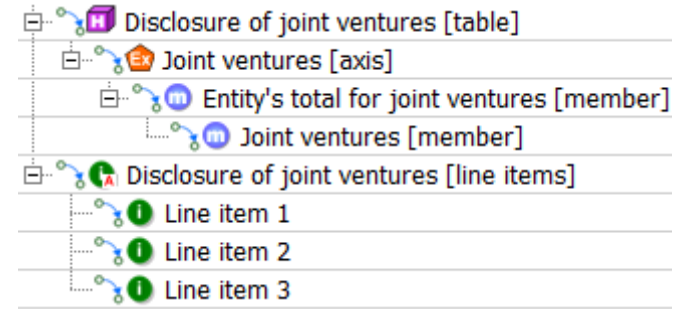 H Disclosure of joint ventures [table]
Ex Joint ventures [axis]
m Entity's total for joint ventures [member]
m Joint ventures [member]
i A Disclosure of joint ventures [line items]
i Line item 1
i Line item 2
i Line item 3